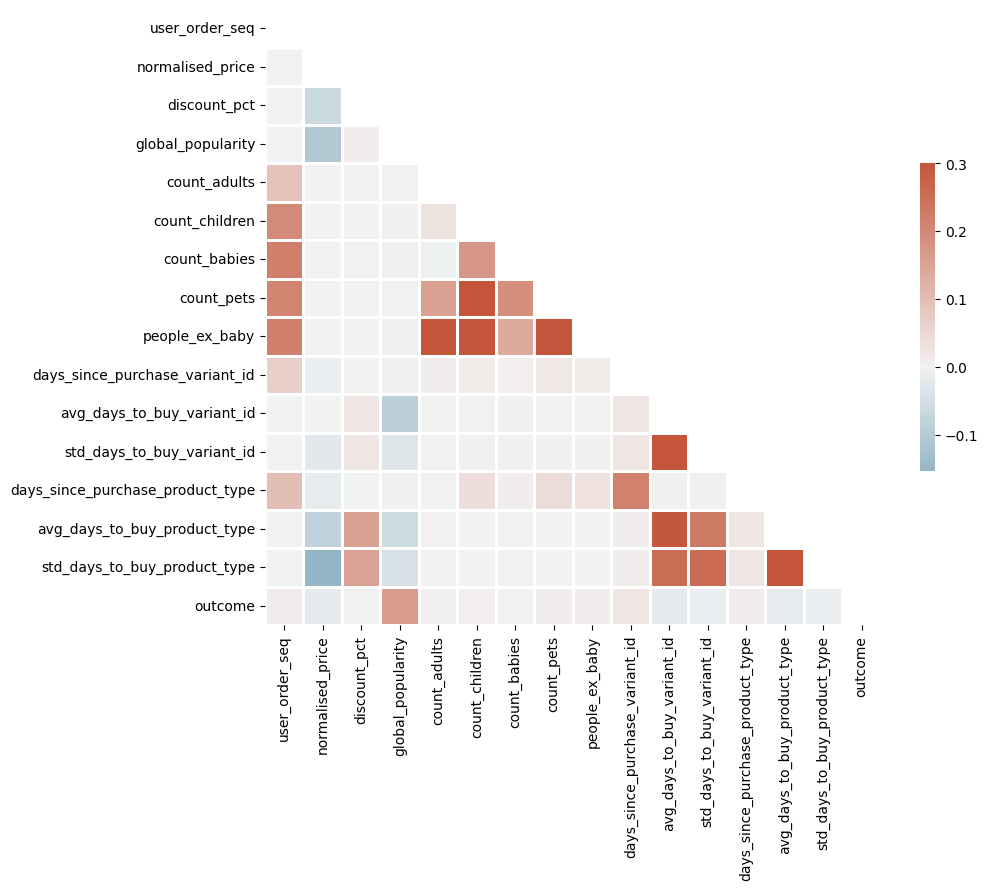 user_order_seq
normalised_price
discount_pct
global_popularity
count_adults
count_children
count_babies
count_pets
people_ex_baby
days_since_purchase_variant_id
avg_days_to_buy_variant_id
std_days_to_buy_variant_id
days_since_purchase_product_type
avg_days_to_buy_product_type
std_days_to_buy_product_type
outcome
user_order_seq
normalised_price
discount_pct
global_popularity
count_adults
count_children
count_babies
count_pets
people_ex_baby
days_since_purchase_variant_id
avg_days_to_buy_variant_id
std_days_to_buy_variant_id
days_since_purchase_product_type
avg_days_to_buy_product_type
std_days_to_buy_product_type
outcome
0.3
0.2
0.1
0.0
−0.1